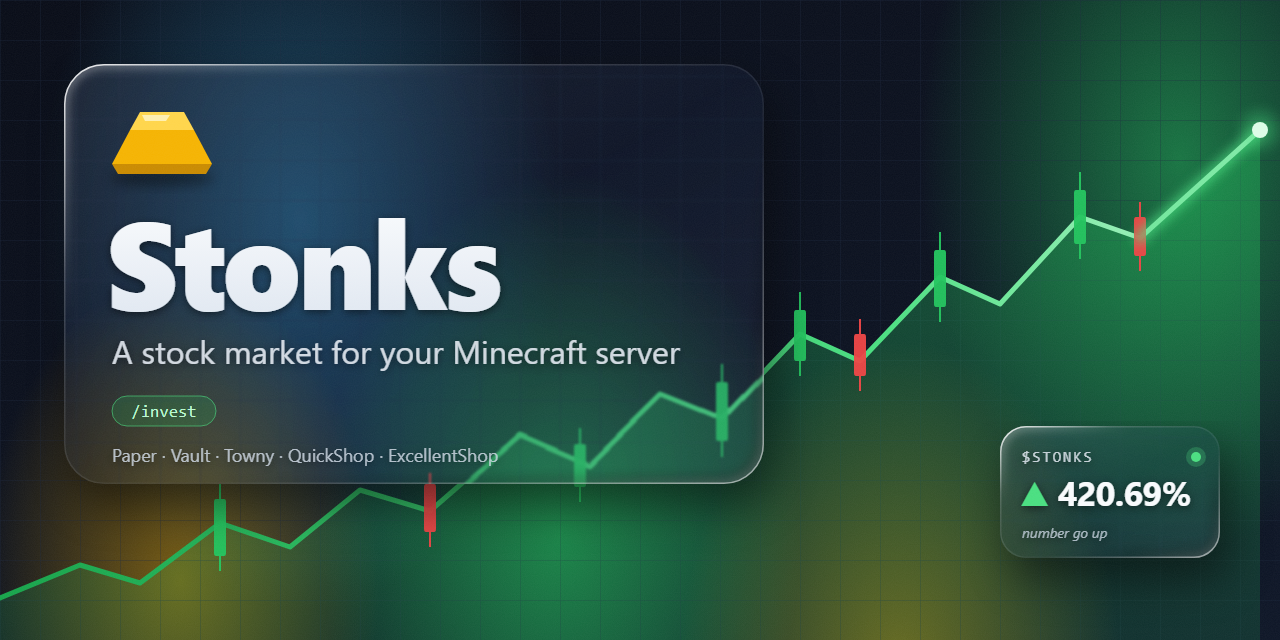 Stonks
A stock market for your Minecraft server
/invest
Paper · Vault · Towny · QuickShop · ExcellentShop
$STONKS
420.69%
number go up